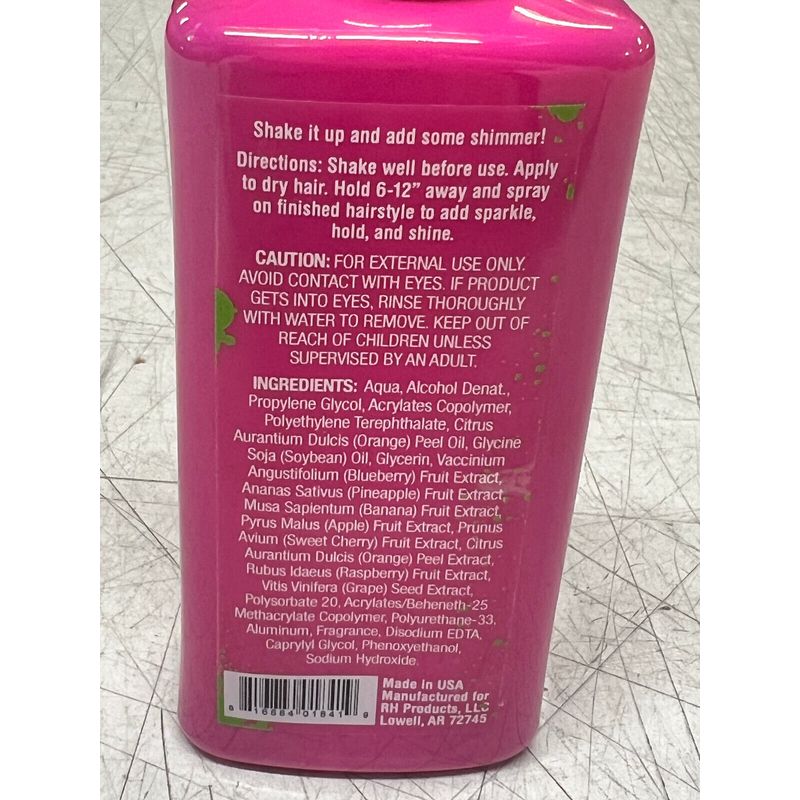 Shake it up and add some shimmer!
Directions: Shake well before use. Apply
to dry hair. Hold 6-12" away and spray
on finished hairstyle to add sparkle,
hold, and shine.
CAUTION: FOR EXTERNAL USE ONLY.
AVOID CONTACT WITH EYES. IF PRODUCT
GETS INTO EYES, RINSE THOROUGHLY
WITH WATER TO REMOVE. KEEP OUT OF
REACH OF CHILDREN UNLESS
SUPERVISED BY AN ADULT.
INGREDIENTS: Aqua, Alcohol Denat.,
Propylene Glycol, Acrylates Copolymer,
Polyethylene Terephthalate, Citrus
Aurantium Dulcis (Orange) Peel Oil, Glycine
Soja (Soybean) Oil, Glycerin, Vaccinium
Angustifolium (Blueberry) Fruit Extract,
Ananas Sativus (Pineapple) Fruit Extract,
Musa Sapientum (Banana) Fruit Extract,
Pyrus Malus (Apple) Fruit Extract, Prunus
Avium (Sweet Cherry) Fruit Extract, Citrus
Aurantium Dulcis (Orange) Peel Extract,
Rubus Idaeus (Raspberry) Fruit Extract,
Vitis Vinifera (Grape) Seed Extract,
Polysorbate 20, Acrylates/Beheneth-25
Methacrylate Copolymer, Polyurethane-33,
Aluminum, Fragrance, Disodium EDTA,
Caprylyl Glycol, Phenoxyethanol,
Sodium Hydroxide.
8 16684 01841 9
Made in USA
Manufactured for
RH Products, LLC
Lowell, AR 72745